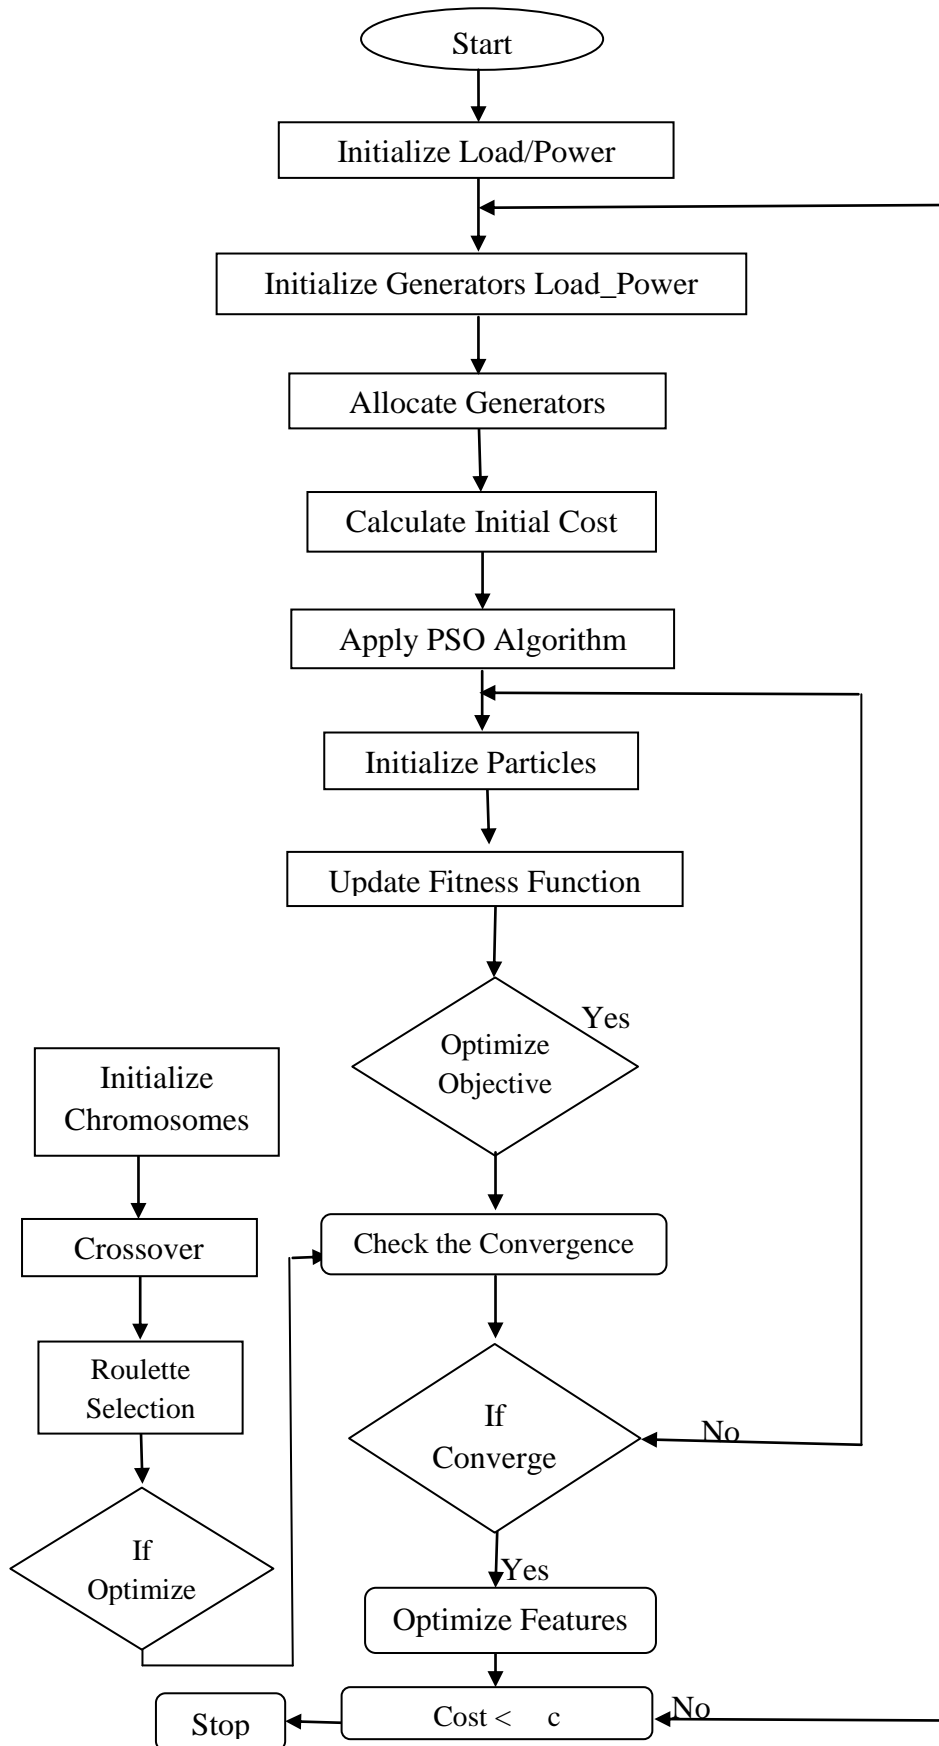 Start
Initialize Load/Power
Initialize Generators Load_Power
Allocate Generators
Calculate Initial Cost
Apply PSO Algorithm
Initialize Particles
Update Fitness Function
Yes
Optimize
Objective
Initialize
Chromosomes
Crossover
Check the Convergence
Roulette
Selection
If
Converge
No
If
Optimize
Yes
Optimize Features
Cost < c
No
Stop